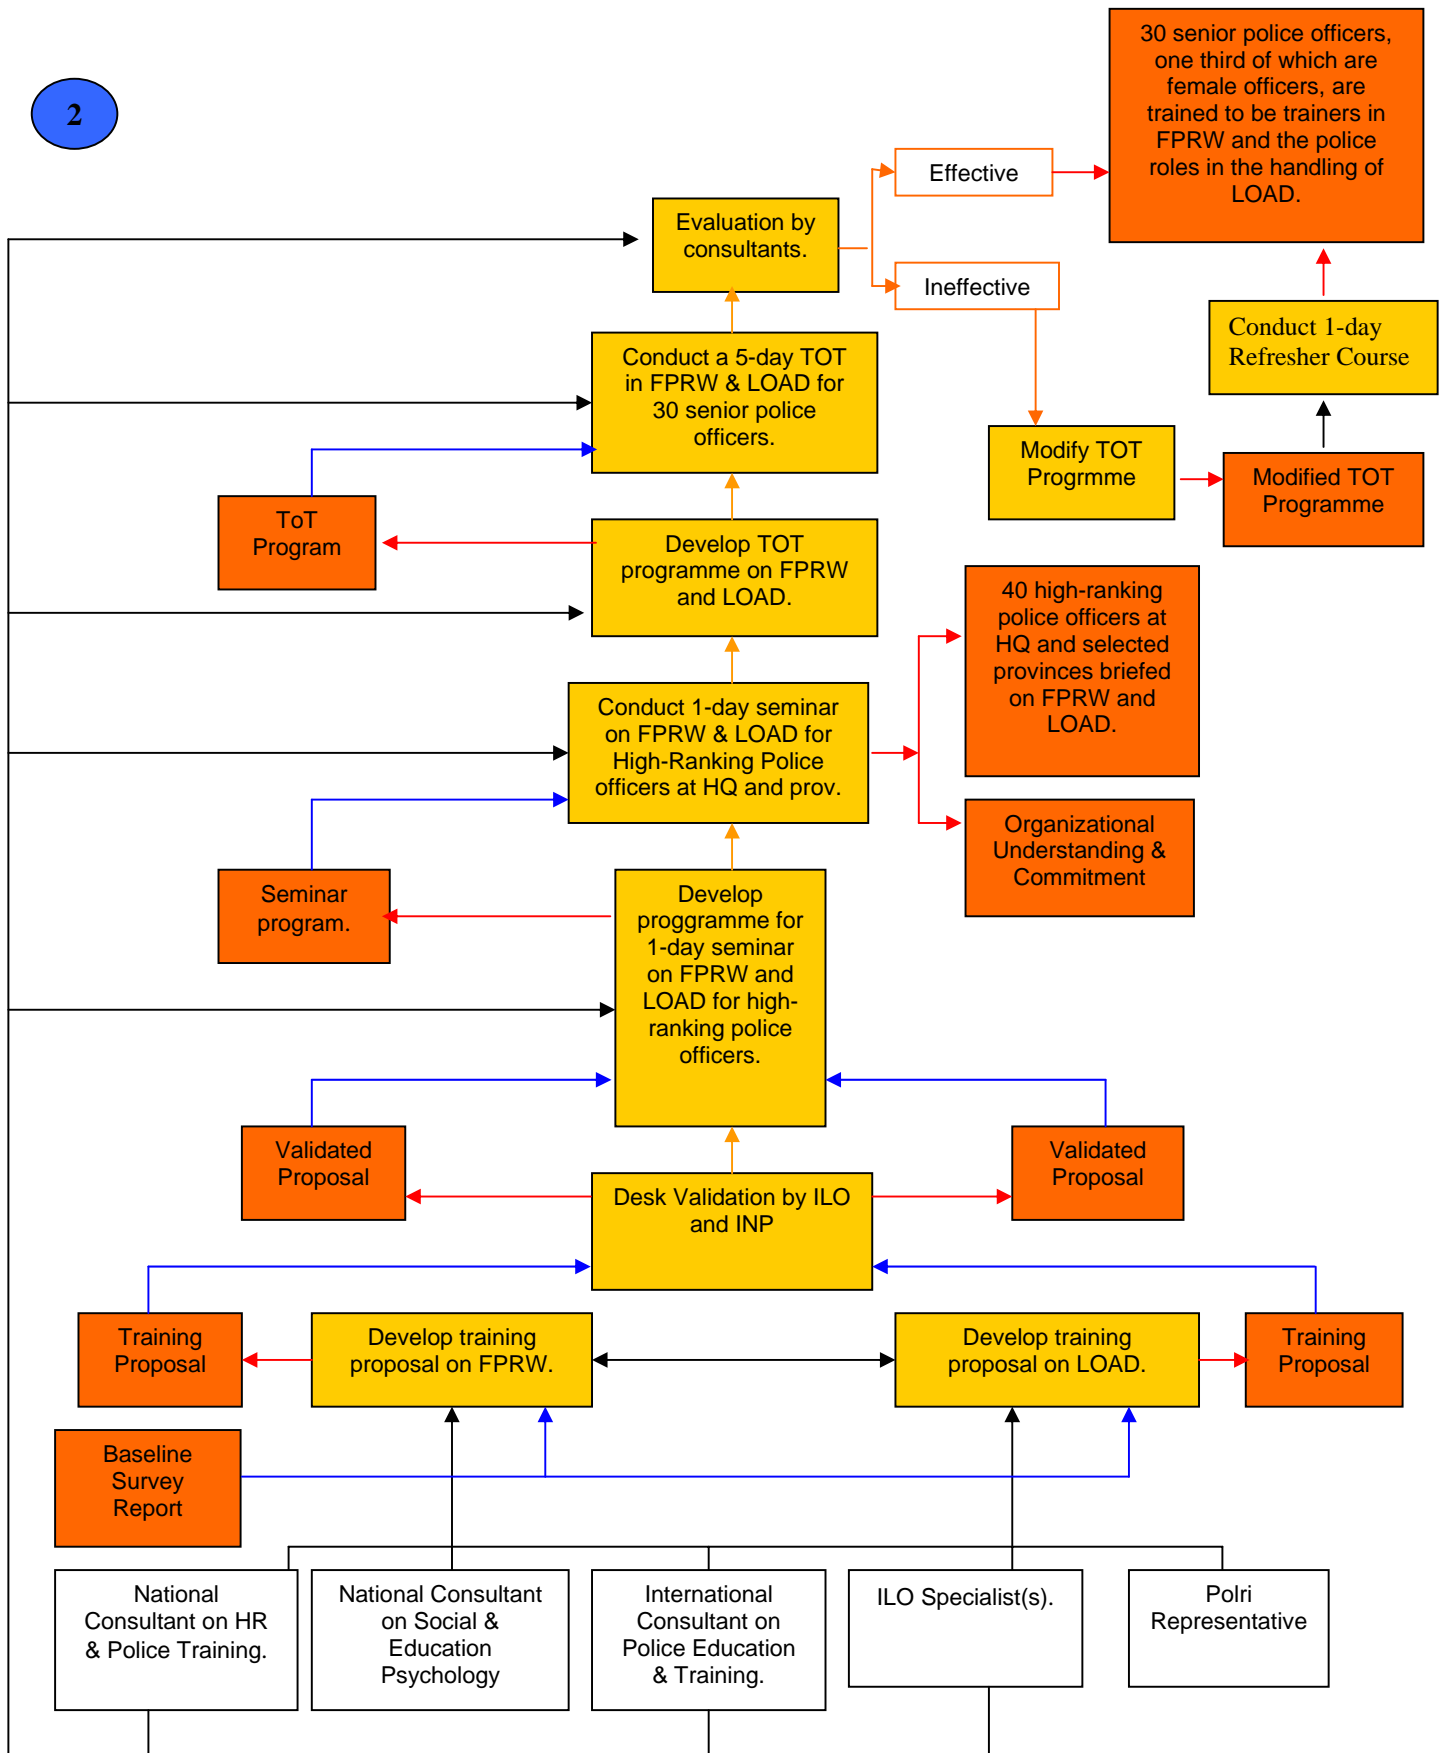 2
30 senior police officers,
one third of which are
female officers, are
trained to be trainers in
FPRW and the police
roles in the handling of
LOAD.
Effective
Evaluation by
consultants.
Ineffective
Conduct 1-day
Refresher Course
Conduct a 5-day TOT
in FPRW & LOAD for
30 senior police
officers.
Modify TOT
Progrmme
Modified TOT
Programme
ToT
Program
Develop TOT
programme on FPRW
and LOAD.
40 high-ranking
police officers at
HQ and selected
provinces briefed
on FPRW and
LOAD.
Conduct 1-day seminar
on FPRW & LOAD for
High-Ranking Police
officers at HQ and prov.
Organizational
Understanding &
Commitment
Seminar
program.
Develop
proggramme for
1-day seminar
on FPRW and
LOAD for high-
ranking police
officers.
Validated
Proposal
Validated
Proposal
Desk Validation by ILO
and INP
Training
Proposal
Develop training
proposal on FPRW.
Develop training
proposal on LOAD.
Training
Proposal
Baseline
Survey
Report
National
Consultant on HR
& Police Training.
National Consultant
on Social &
Education
Psychology
International
Consultant on
Police Education
& Training.
ILO Specialist(s).
Polri
Representative